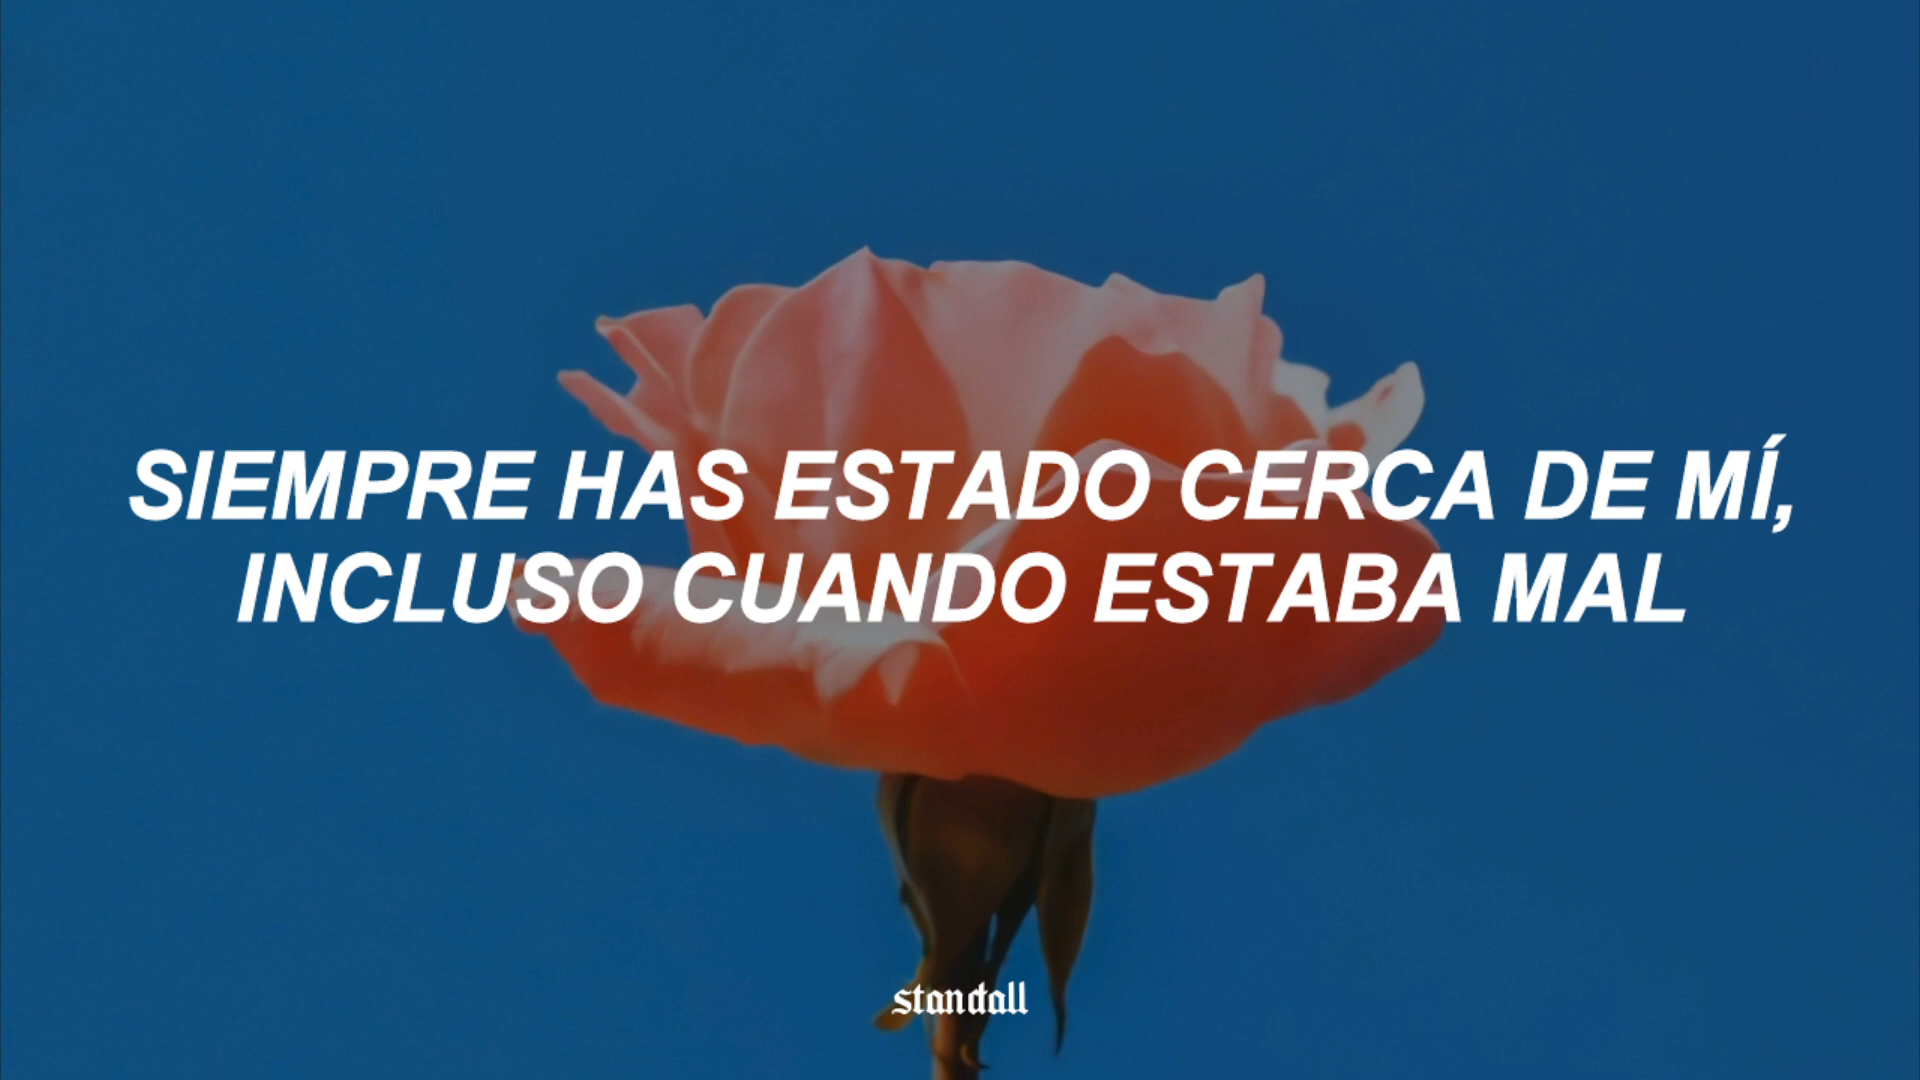 SIEMPRE HAS ESTADO CERCA DE MÍ,
INCLUSO CUANDO ESTABA MAL
standall